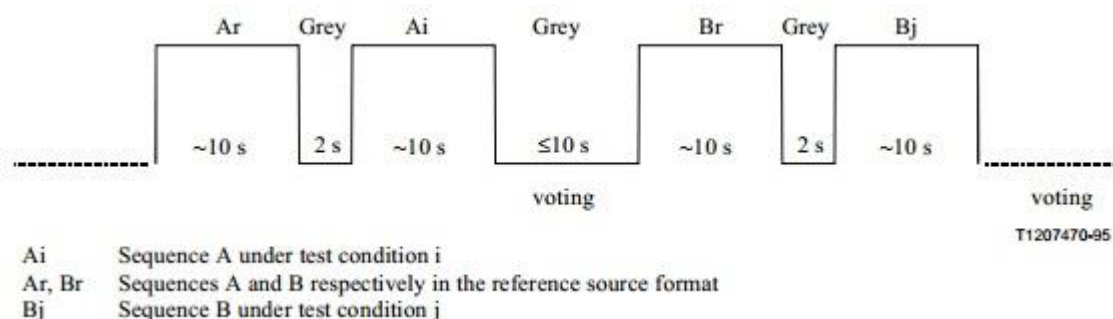 Ar Grey Ai Grey Br Grey Bj
~10 s 2 s ~10 s ≤10 s ~10 s 2 s ~10 s
voting voting
T1207470-95
Ai Sequence A under test condition i
Ar, Br Sequences A and B respectively in the reference source format
Bj Sequence B under test condition j